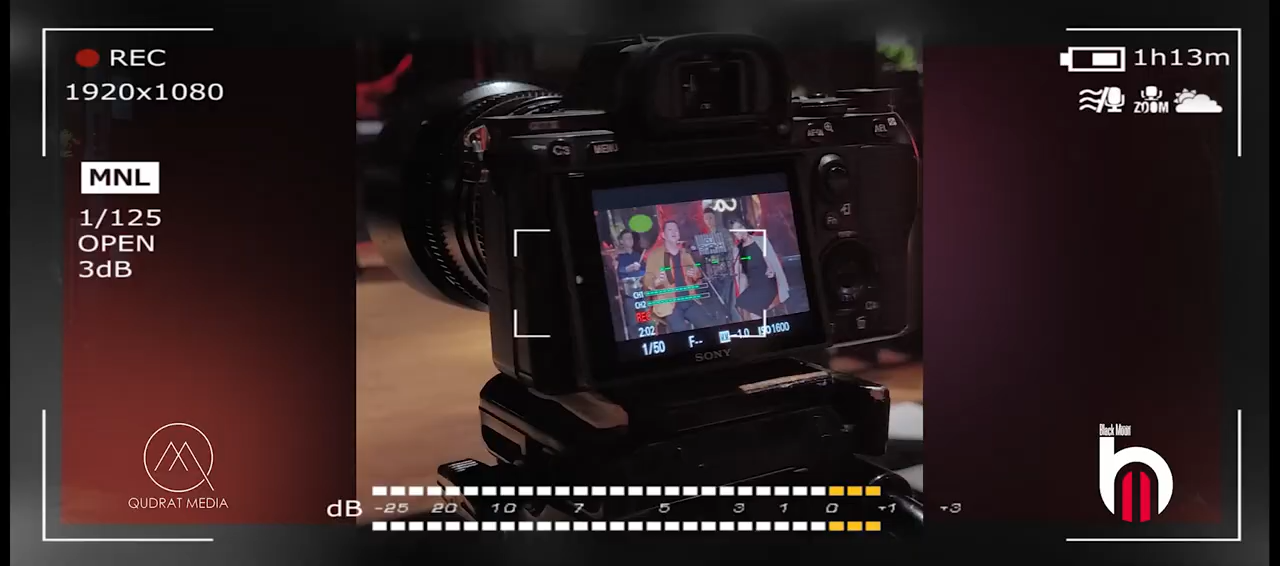 REC
1920x1080
1h13m
ZOOM
MNL
1/125
OPEN
3dB
C3
MENU
AEL
Fn
CH1
CH2
REC
2:02
1/50
F--
-1.0
ISO 1600
SONY
QUDRAT MEDIA
Black Moon
dB -25 20 10 7 5 3 1 0 +1 +3